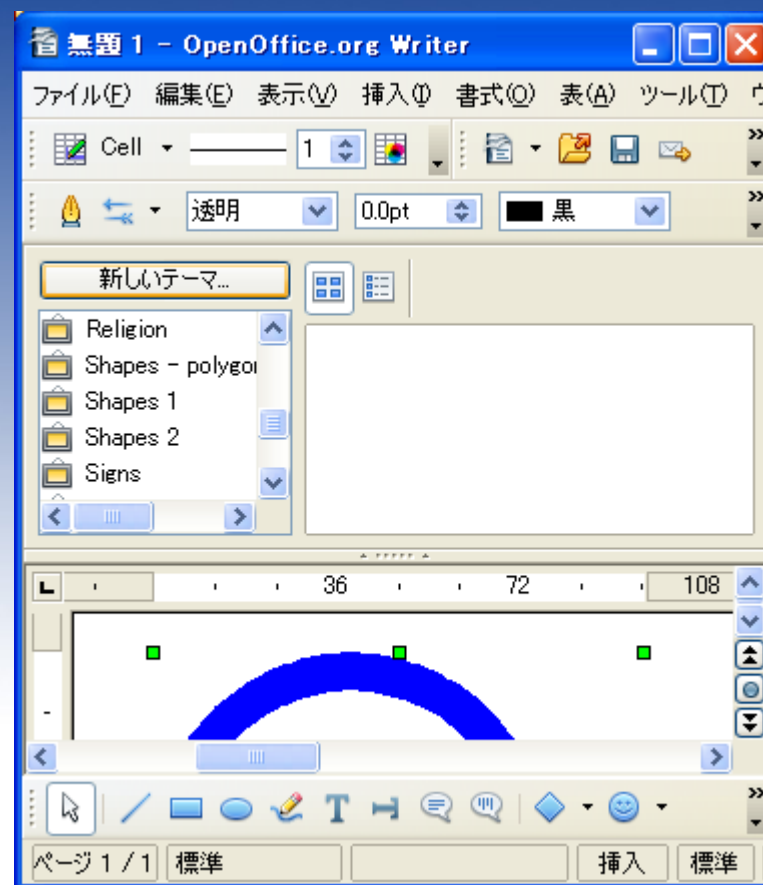 無題 1 - OpenOffice.org Writer
ファイル(F) 編集(E) 表示(V) 挿入(I) 書式(O) 表(A) ツール(T)
Cell 1
透明 0.0pt 黒
新しいテーマ...
Religion
Shapes - polygon
Shapes 1
Shapes 2
Signs
36 72 108
ページ 1 / 1 標準 挿入 標準